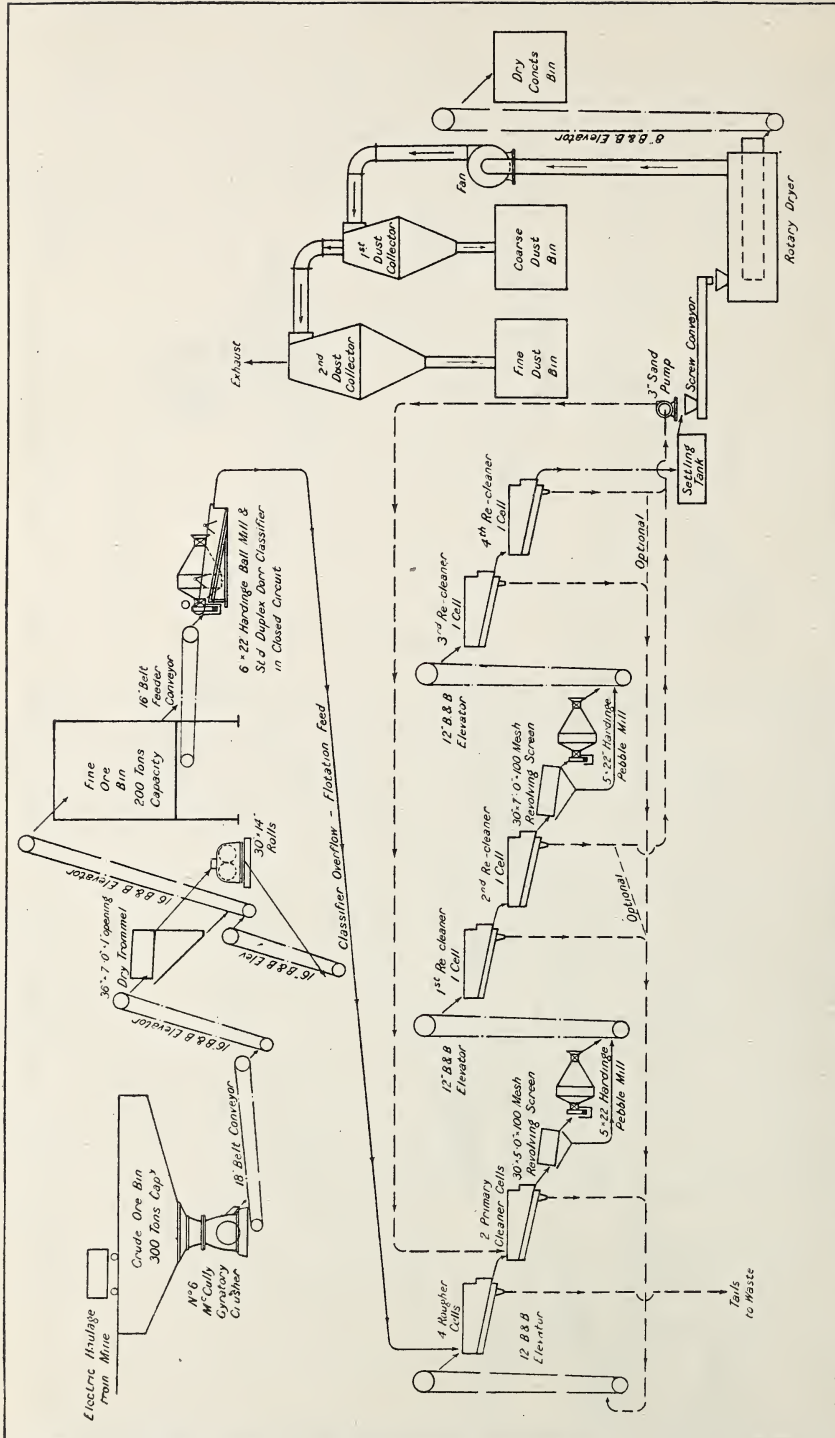 Electric Haulage
from Mine
Crude Ore Bin
300 Tons Cap'y
Nº 6
McCully
Gyratory
Crusher
18" Belt Conveyor
16" B & B Elevator
36" × 7'-0" - 1" opening
Dry Trommel
16" B & B Elev
16" B & B Elevator
30" × 14"
Rolls
Fine
Ore
Bin
200 Tons
Capacity
16" Belt
Feeder
Conveyor
6' × 22" Hardinge Ball Mill &
Std Duplex Dorr Classifier
in Closed Circuit
Classifier Overflow - Flotation Feed
Exhaust
2nd
Dust
Collector
Fine
Dust
Bin
1st
Dust
Collector
Coarse
Dust
Bin
Fan
8" B & B Elevator
Dry
Concts
Bin
4 Rougher
Cells
12" B & B
Elevator
2 Primary
Cleaner Cells
30" × 5'-0" × 100 Mesh
Revolving Screen
5' × 22" Hardinge
Pebble Mill
Tails
to Waste
12" B & B
Elevator
1st Re cleaner
1 Cell
2nd Re-cleaner
1 Cell
Optional
30" × 7'-0" × 100 Mesh
Revolving Screen
5' × 22" Hardinge
Pebble Mill
12" B & B
Elevator
3rd Re-cleaner
1 Cell
4th Re-cleaner
1 Cell
Optional
Settling
Tank
3" Sand
Pump
Screw Conveyor
Rotary Dryer